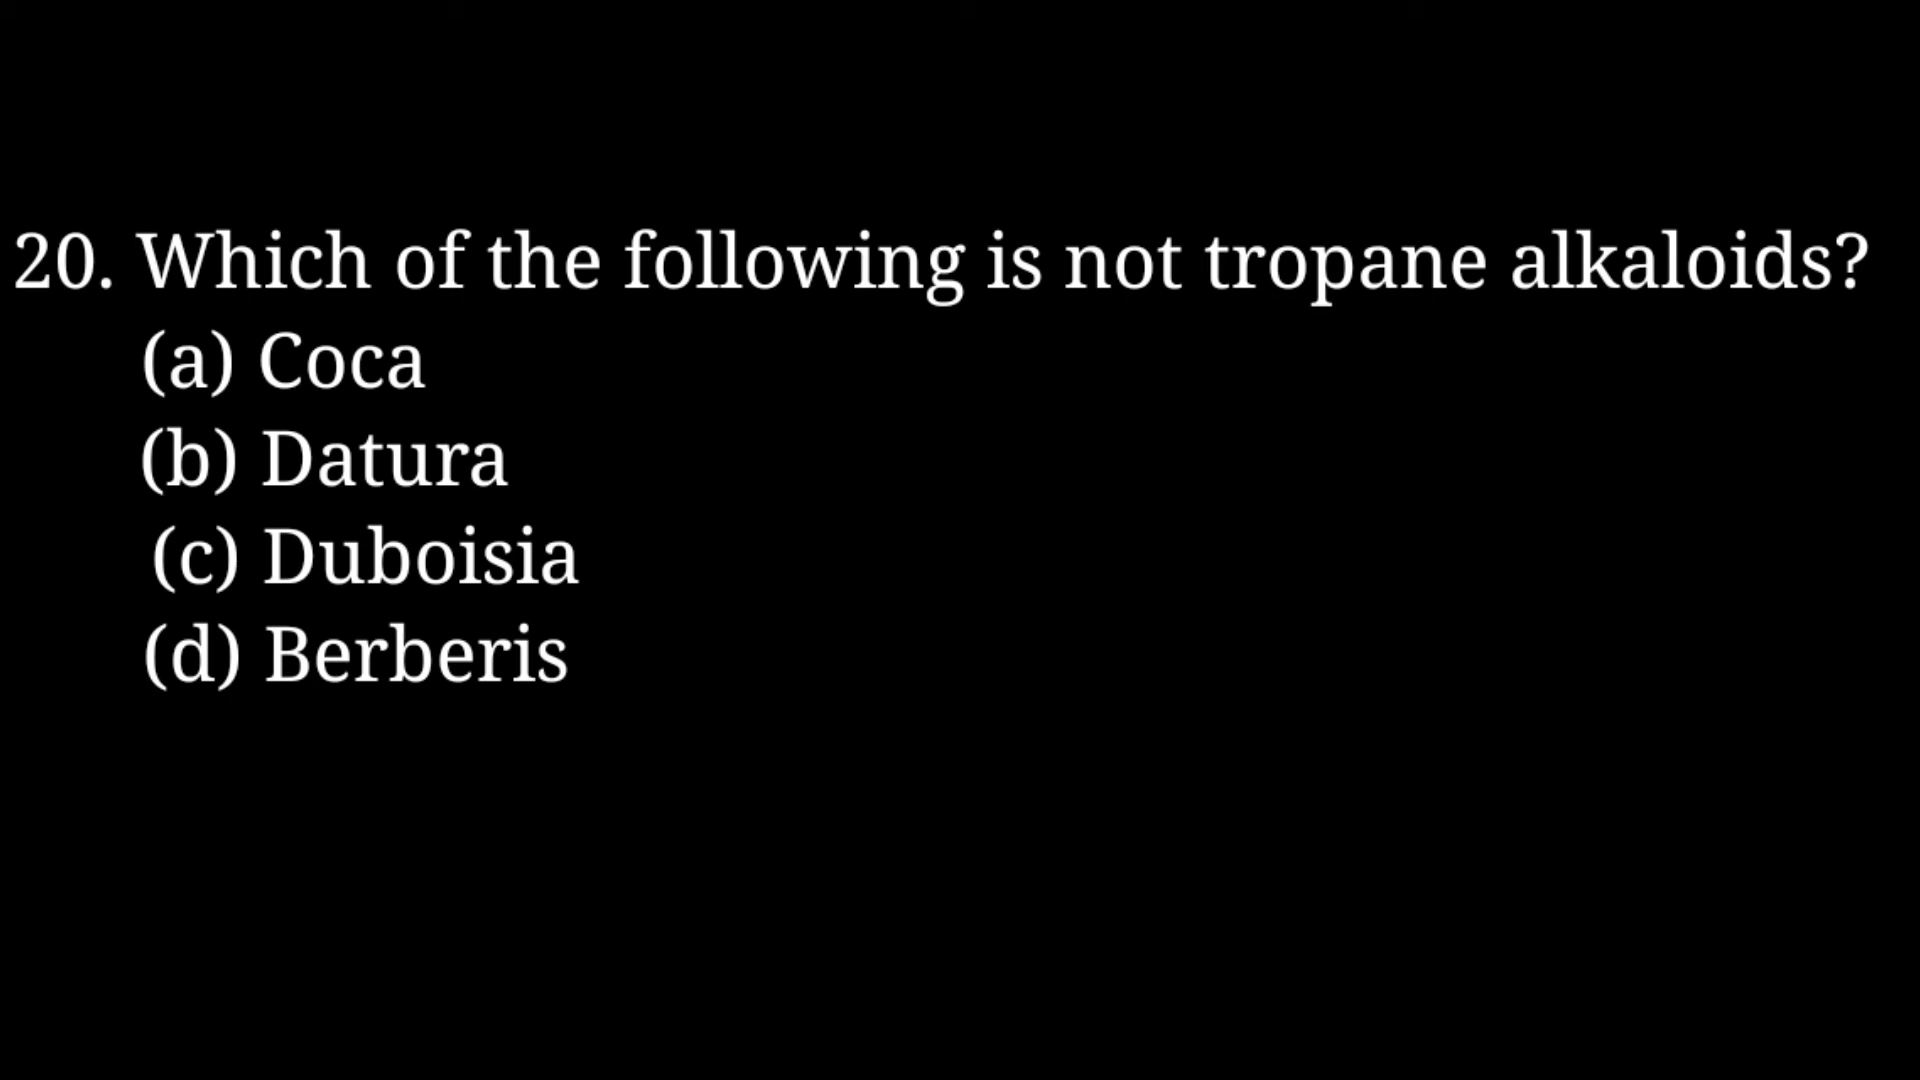 20. Which of the following is not tropane alkaloids?
(a) Coca
(b) Datura
(c) Duboisia
(d) Berberis